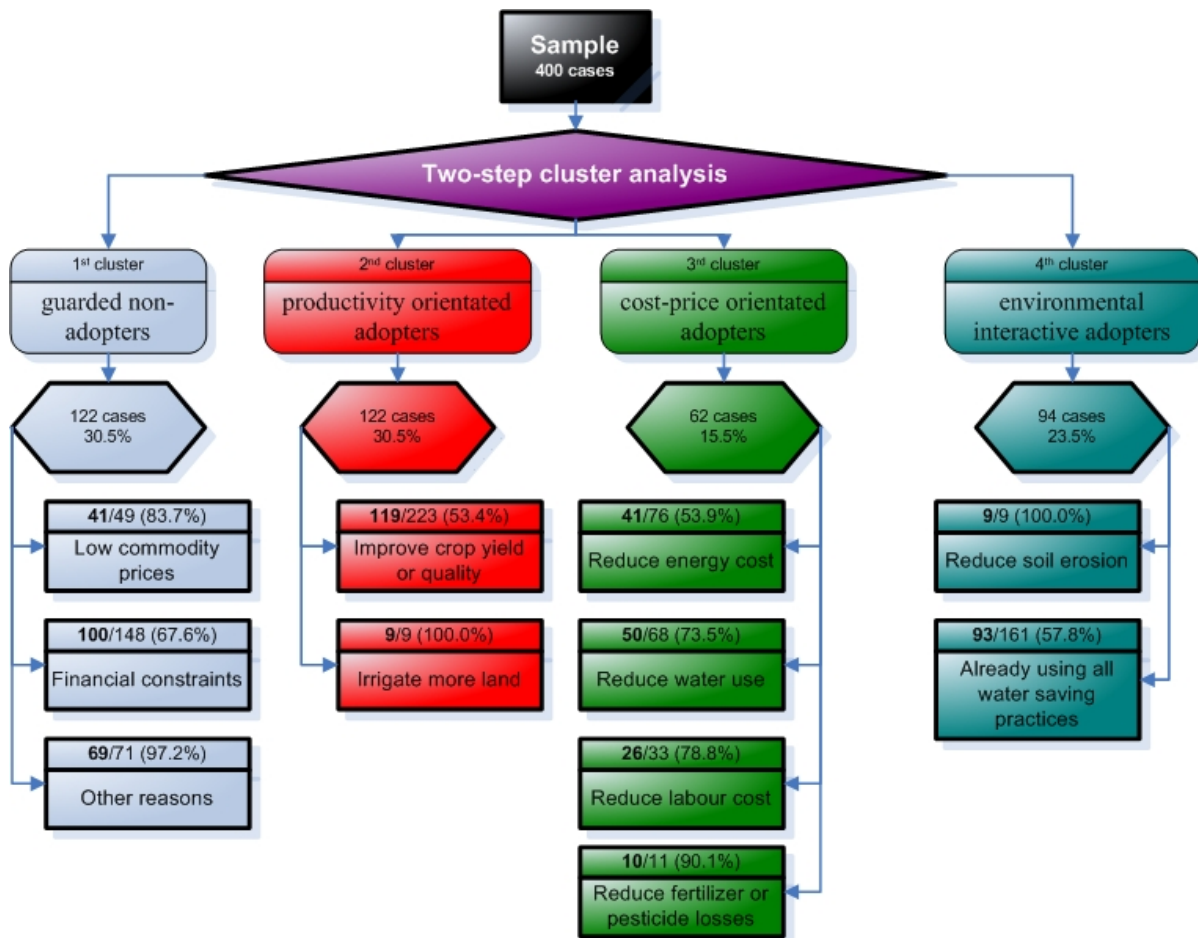 Sample
400 cases
Two-step cluster analysis
1st cluster
guarded non-
adopters
2nd cluster
productivity orientated
adopters
3rd cluster
cost-price orientated
adopters
4th cluster
environmental
interactive adopters
122 cases
30.5%
122 cases
30.5%
62 cases
15.5%
94 cases
23.5%
41/49 (83.7%)
Low commodity
prices
100/148 (67.6%)
Financial constraints
69/71 (97.2%)
Other reasons
119/223 (53.4%)
Improve crop yield
or quality
9/9 (100.0%)
Irrigate more land
41/76 (53.9%)
Reduce energy cost
50/68 (73.5%)
Reduce water use
26/33 (78.8%)
Reduce labour cost
10/11 (90.1%)
Reduce fertilizer or
pesticide losses
9/9 (100.0%)
Reduce soil erosion
93/161 (57.8%)
Already using all
water saving
practices